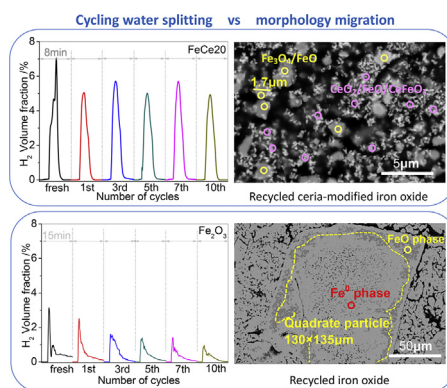 Cycling water splitting vs morphology migration
8min
FeCe20
H₂ Volume fraction /%
8
6
4
2
0
fresh 1st 3rd 5th 7th 10th
Number of cycles
Fe₃O₄/FeO
1.7μm
5μm
Recycled ceria-modified iron oxide
15min
Fe₂O₃
H₂ Volume fraction /%
8
6
4
2
0
fresh 1st 3rd 5th 7th 10th
Number of cycles
FeO phase
Fe⁰ phase
Quadrate particle
130×135μm
50μm
Recycled iron oxide